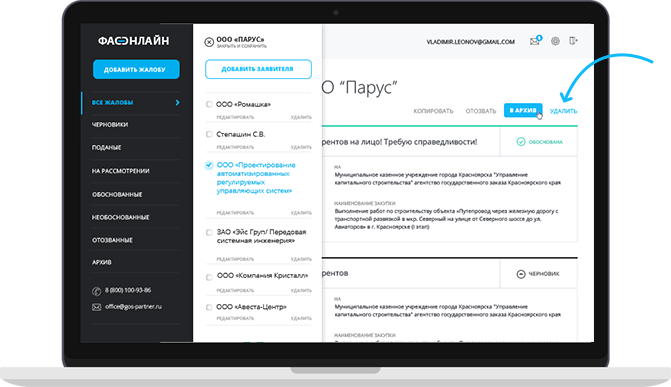 ФАСЭНЛАЙН
ДОБАВИТЬ ЖАЛОБУ
ВСЕ ЖАЛОБЫ
ЧЕРНОВИКИ
ПОДАНЫЕ
НА РАССМОТРЕНИИ
ОБОСНОВАННЫЕ
НЕОБОСНОВАННЫЕ
ОТОЗВАННЫЕ
АРХИВ
8 (800) 100-93-86
office@gos-partner.ru
ООО «ПАРУС»
ЗАКРЫТЬ И СОХРАНИТЬ
ДОБАВИТЬ ЗАЯВИТЕЛЯ
ООО «Ромашка»
РЕДАКТИРОВАТЬ УДАЛИТЬ
Степашин С.В.
РЕДАКТИРОВАТЬ УДАЛИТЬ
ООО «Проектирование
автоматизированных
регулируемых
управляющих систем»
РЕДАКТИРОВАТЬ УДАЛИТЬ
ЗАО «Эйс Груп/ Передовая
системная инженерия»
РЕДАКТИРОВАТЬ УДАЛИТЬ
ООО «Компания Кристалл»
РЕДАКТИРОВАТЬ УДАЛИТЬ
ООО «Авеста-Центр»
РЕДАКТИРОВАТЬ УДАЛИТЬ
VLADIMIR.LEONOV@GMAIL.COM
О “Парус”
КОПИРОВАТЬ ОТОЗВАТЬ В АРХИВ УДАЛИТЬ
рентов на лицо! Требую справедливости! ОБОСНОВАНА
НА
Муниципальное казенное учреждение города Красноярска "Управление
капитального строительства" агентство государственного заказа Красноярского края
НАИМЕНОВАНИЕ ЗАКУПКИ
Выполнение работ по строительству объекта «Путепровод через железную дорогу с
транспортной развязкой в мкр. Северный на улице от Северного шоссе до ул.
Авиаторов» в г. Красноярске (I этап)
рентов ЧЕРНОВИК
НА
Муниципальное казенное учреждение города Красноярска "Управление
капитального строительства" агентство государственного заказа Красноярского края
НАИМЕНОВАНИЕ ЗАКУПКИ